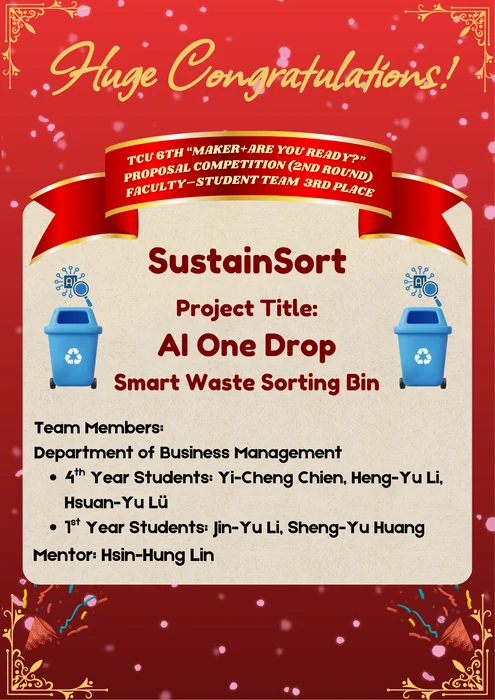 Huge Congratulations!
TCU 6TH “MAKER+ARE YOU READY?”
PROPOSAL COMPETITION (2ND ROUND)
FACULTY–STUDENT TEAM 3RD PLACE
SustainSort
Project Title:
AI One Drop
Smart Waste Sorting Bin
Team Members:
Department of Business Management
• 4th Year Students: Yi-Cheng Chien, Heng-Yu Li,
Hsuan-Yu Lü
• 1st Year Students: Jin-Yu Li, Sheng-Yu Huang
Mentor: Hsin-Hung Lin